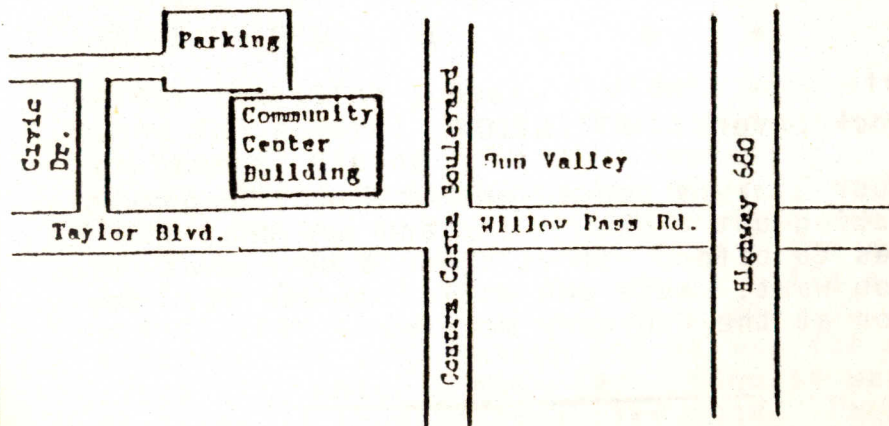 Parking
Community
Center
Building
Civic
Dr.
Contra Costa Boulevard
Sun Valley
Highway 680
Taylor Blvd.
Willow Pass Rd.